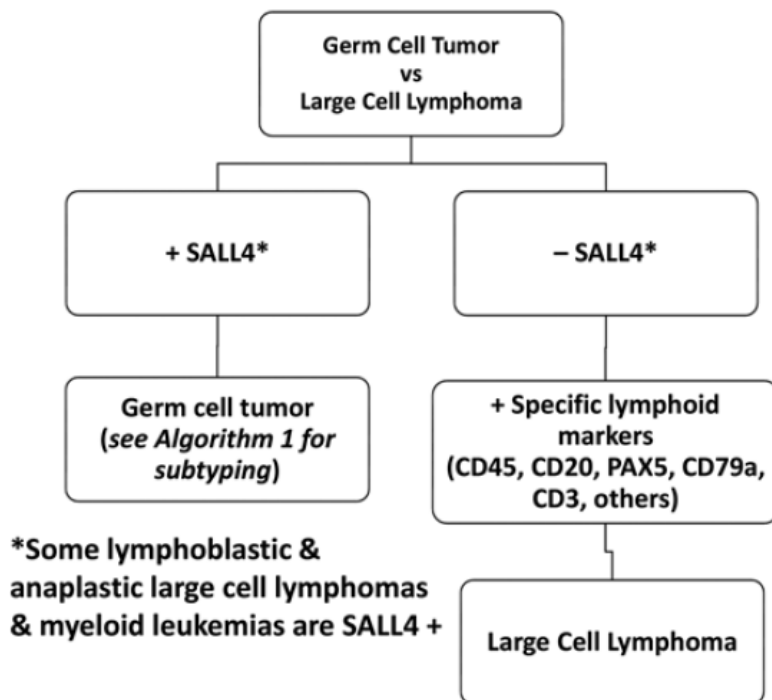 Germ Cell Tumor
vs
Large Cell Lymphoma
+ SALL4*
– SALL4*
Germ cell tumor
(see Algorithm 1 for
subtyping)
+ Specific lymphoid
markers
(CD45, CD20, PAX5, CD79a,
CD3, others)
*Some lymphoblastic &
anaplastic large cell lymphomas
& myeloid leukemias are SALL4 +
Large Cell Lymphoma